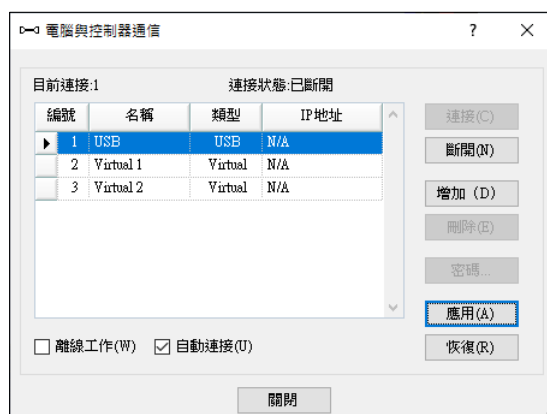 電腦與控制器通信 ?
目前連接:1 連接狀態:已斷開
編號 名稱 類型 IP地址
1 USB USB N/A
2 Virtual 1 Virtual N/A
3 Virtual 2 Virtual N/A
連接(C)
斷開(N)
增加 (D)
刪除(E)
密碼...
應用(A)
恢復(R)
離線工作(W) 自動連接(U)
關閉